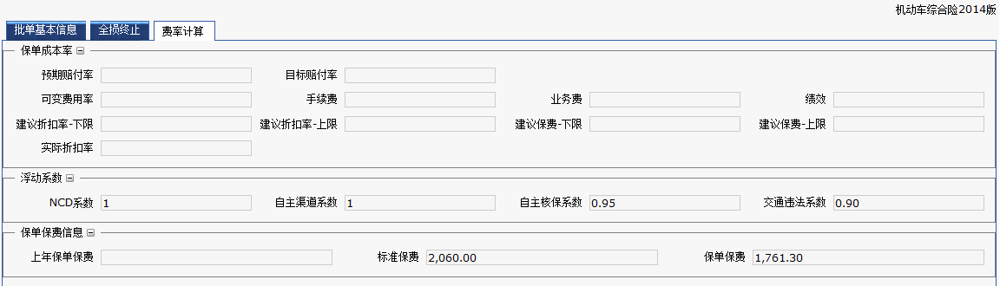 机动车综合险2014版
批单基本信息 全损终止 费率计算
保单成本率
预期赔付率 目标赔付率
可变费用率 手续费 业务费 绩效
建议折扣率-下限 建议折扣率-上限 建议保费-下限 建议保费-上限
实际折扣率
浮动系数
NCD系数 1 自主渠道系数 1 自主核保系数 0.95 交通违法系数 0.90
保单保费信息
上年保单保费 标准保费 2,060.00 保单保费 1,761.30